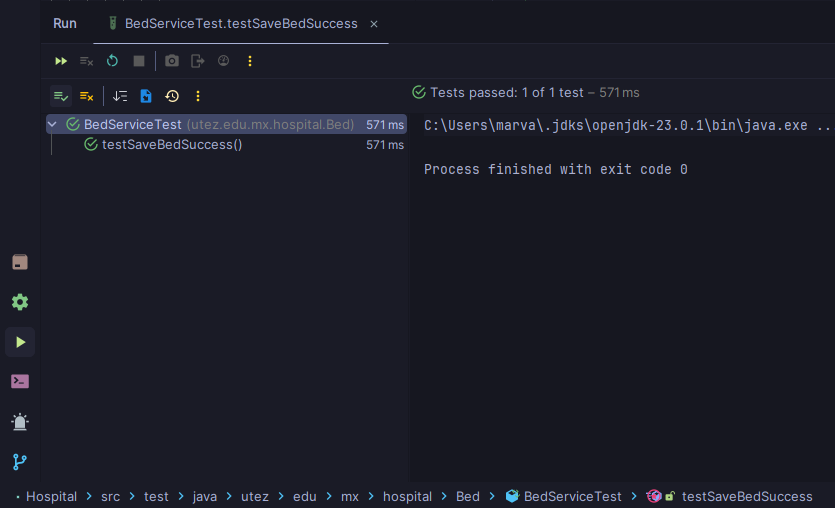 Run BedServiceTest.testSaveBedSuccess
Tests passed: 1 of 1 test – 571 ms
BedServiceTest (utez.edu.mx.hospital.Bed) 571 ms
testSaveBedSuccess() 571 ms
C:\Users\marva\.jdks\openjdk-23.0.1\bin\java.exe ..
Process finished with exit code 0
Hospital > src > test > java > utez > edu > mx > hospital > Bed > BedServiceTest > testSaveBedSuccess